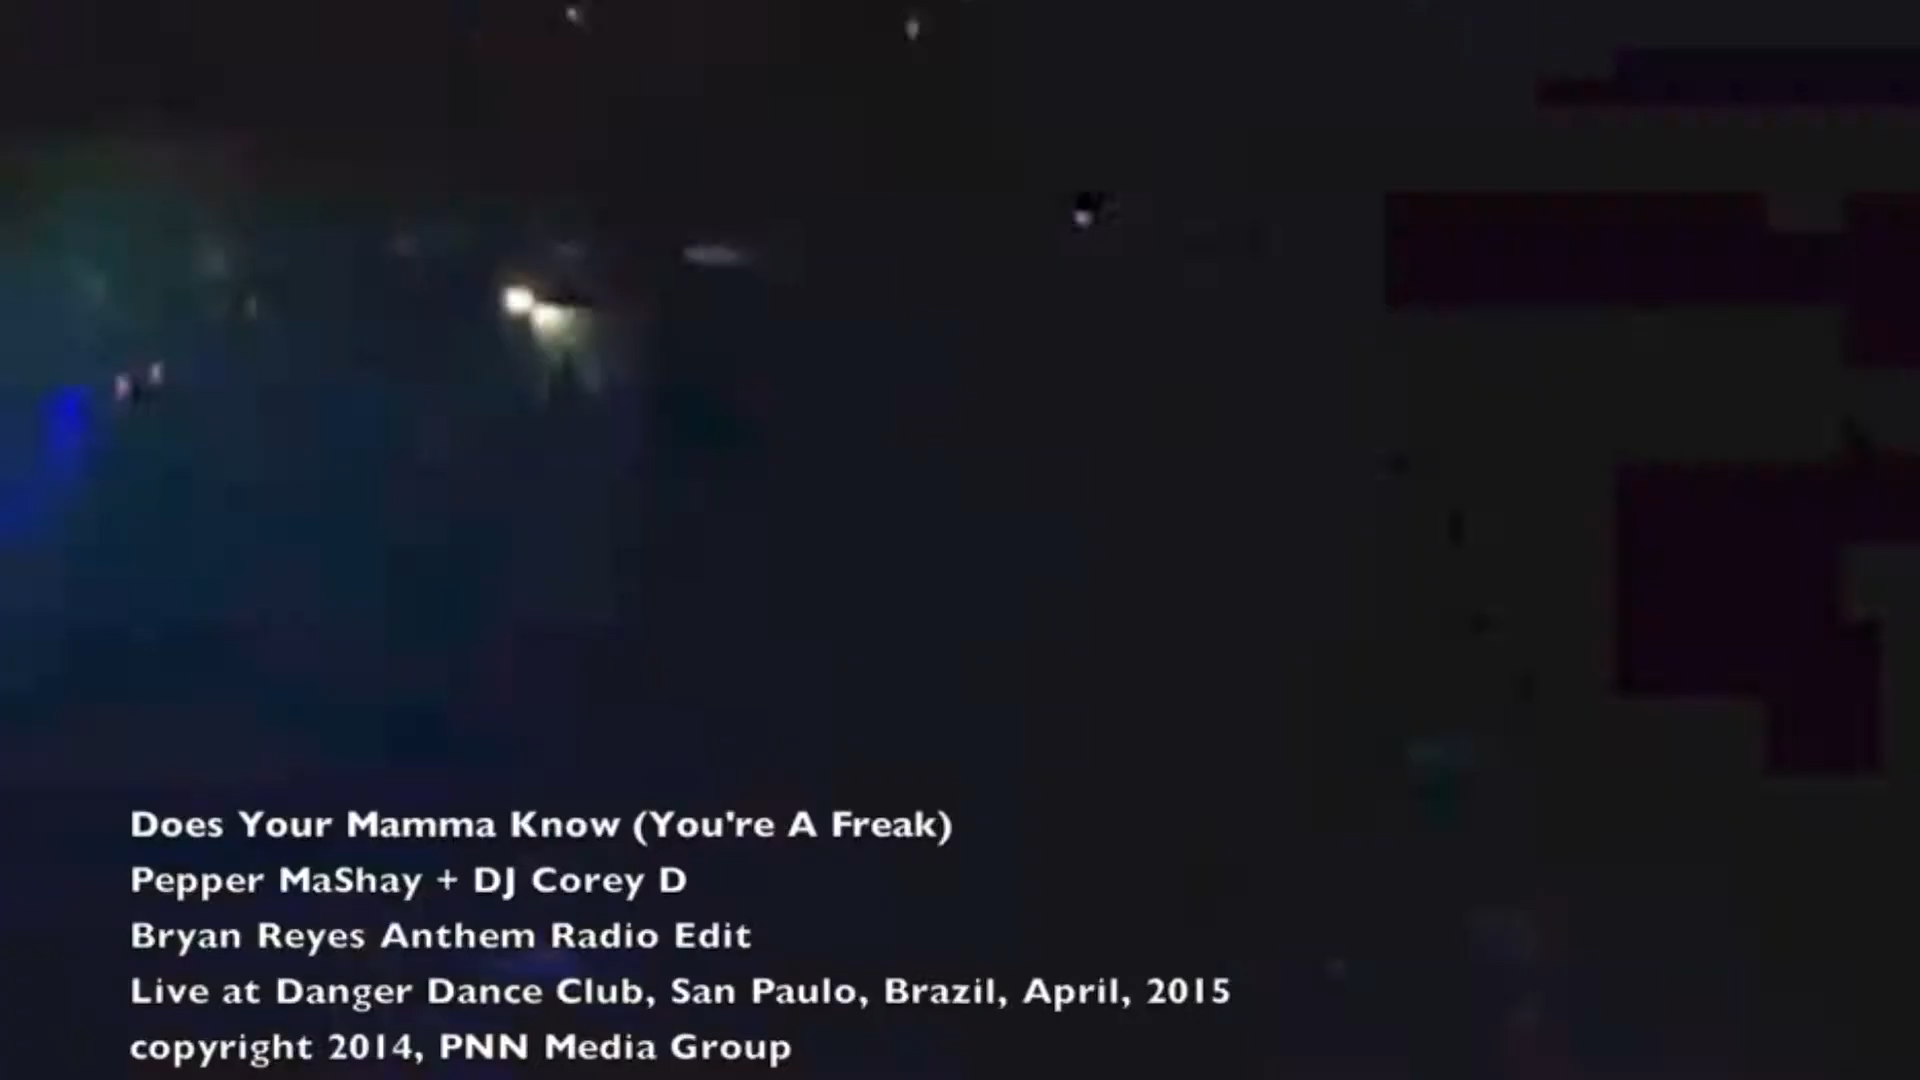 Does Your Mamma Know (You're A Freak)
Pepper MaShay + DJ Corey D
Bryan Reyes Anthem Radio Edit
Live at Danger Dance Club, San Paulo, Brazil, April, 2015
copyright 2014, PNN Media Group